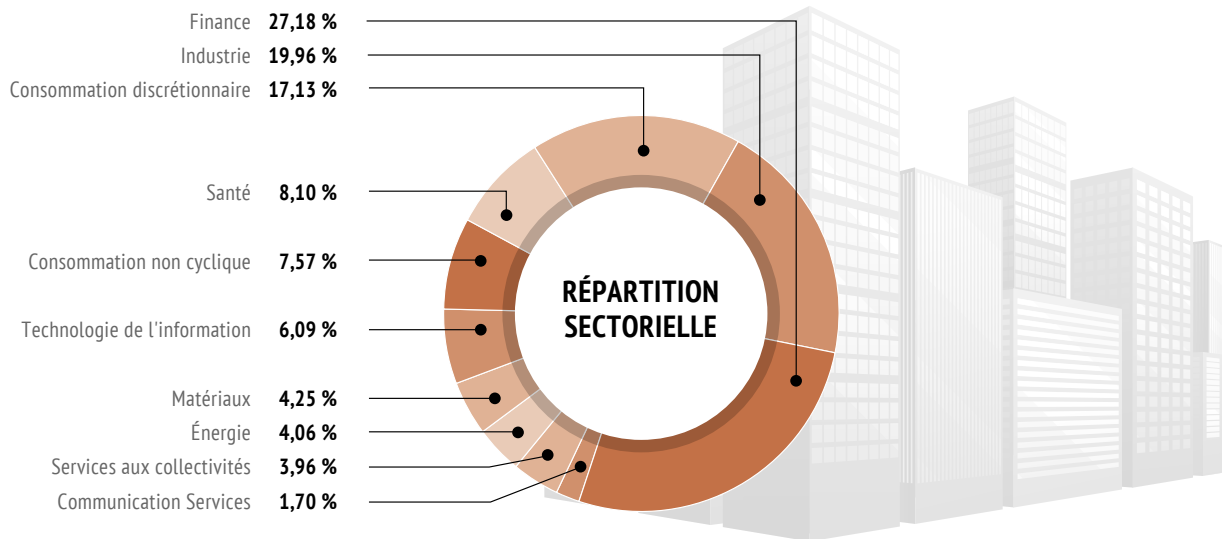 Finance 27,18 %
Industrie 19,96 %
Consommation discrétionnaire 17,13 %
Santé 8,10 %
Consommation non cyclique 7,57 %
Technologie de l'information 6,09 %
Matériaux 4,25 %
Énergie 4,06 %
Services aux collectivités 3,96 %
Communication Services 1,70 %
RÉPARTITION
SECTORIELLE